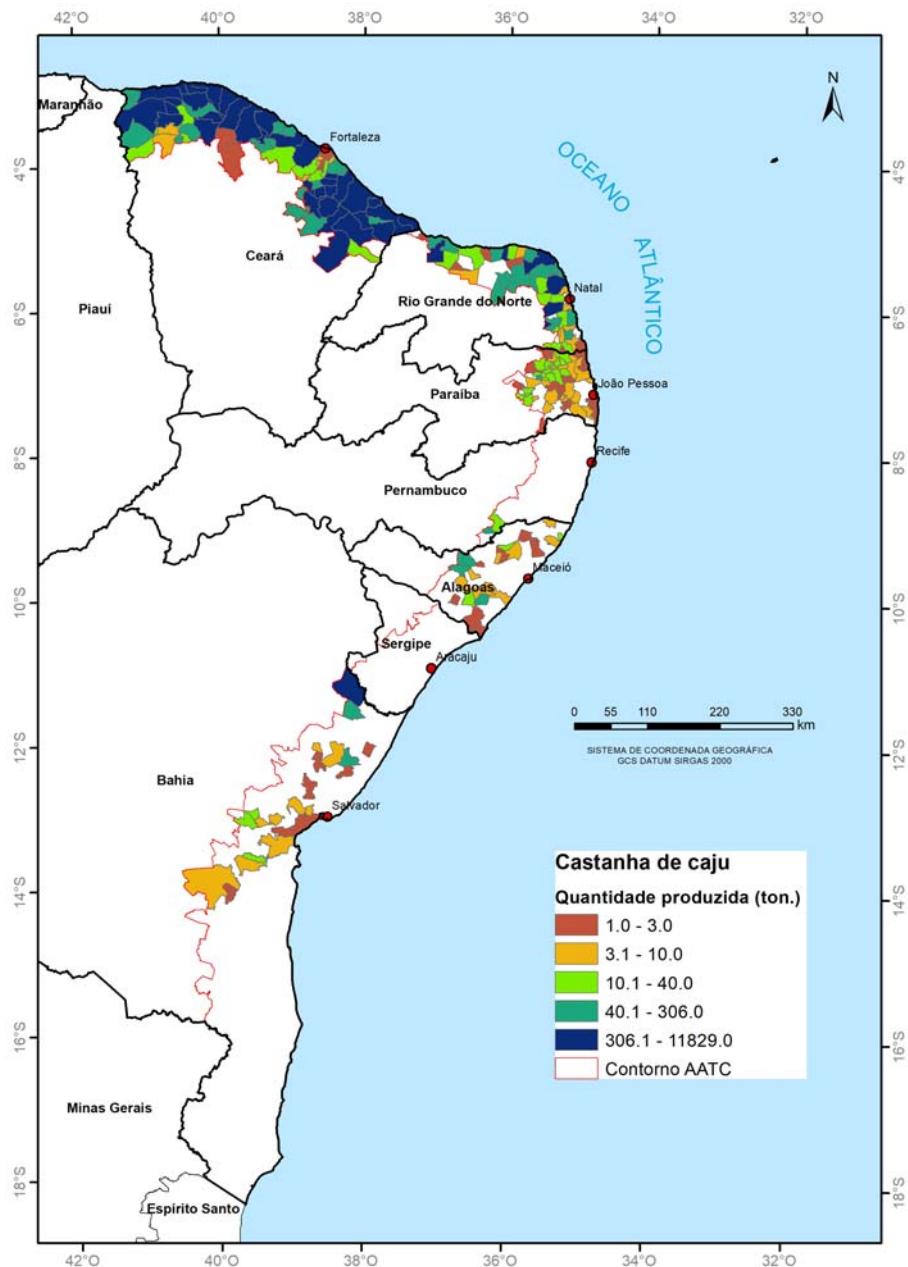 42°O 40°O 38°O 36°O 34°O 32°O
N
Maranhão
Fortaleza
4°S 4°S
OCEANO
ATLÂNTICO
Ceará
Natal
Rio Grande do Norte
Piauí
6°S 6°S
João Pessoa
Paraíba
Recife
8°S 8°S
Pernambuco
Maceió
Alagoas
10°S 10°S
Sergipe
Aracaju
0 55 110 220 330
km
SISTEMA DE COORDENADA GEOGRÁFICA
GCS DATUM SIRGAS 2000
12°S 12°S
Bahia
Salvador
Castanha de caju
Quantidade produzida (ton.)
1.0 - 3.0
3.1 - 10.0
10.1 - 40.0
40.1 - 306.0
306.1 - 11829.0
Contorno AATC
14°S 14°S
16°S 16°S
Minas Gerais
18°S 18°S
Espírito Santo
42°O 40°O 38°O 36°O 34°O 32°O